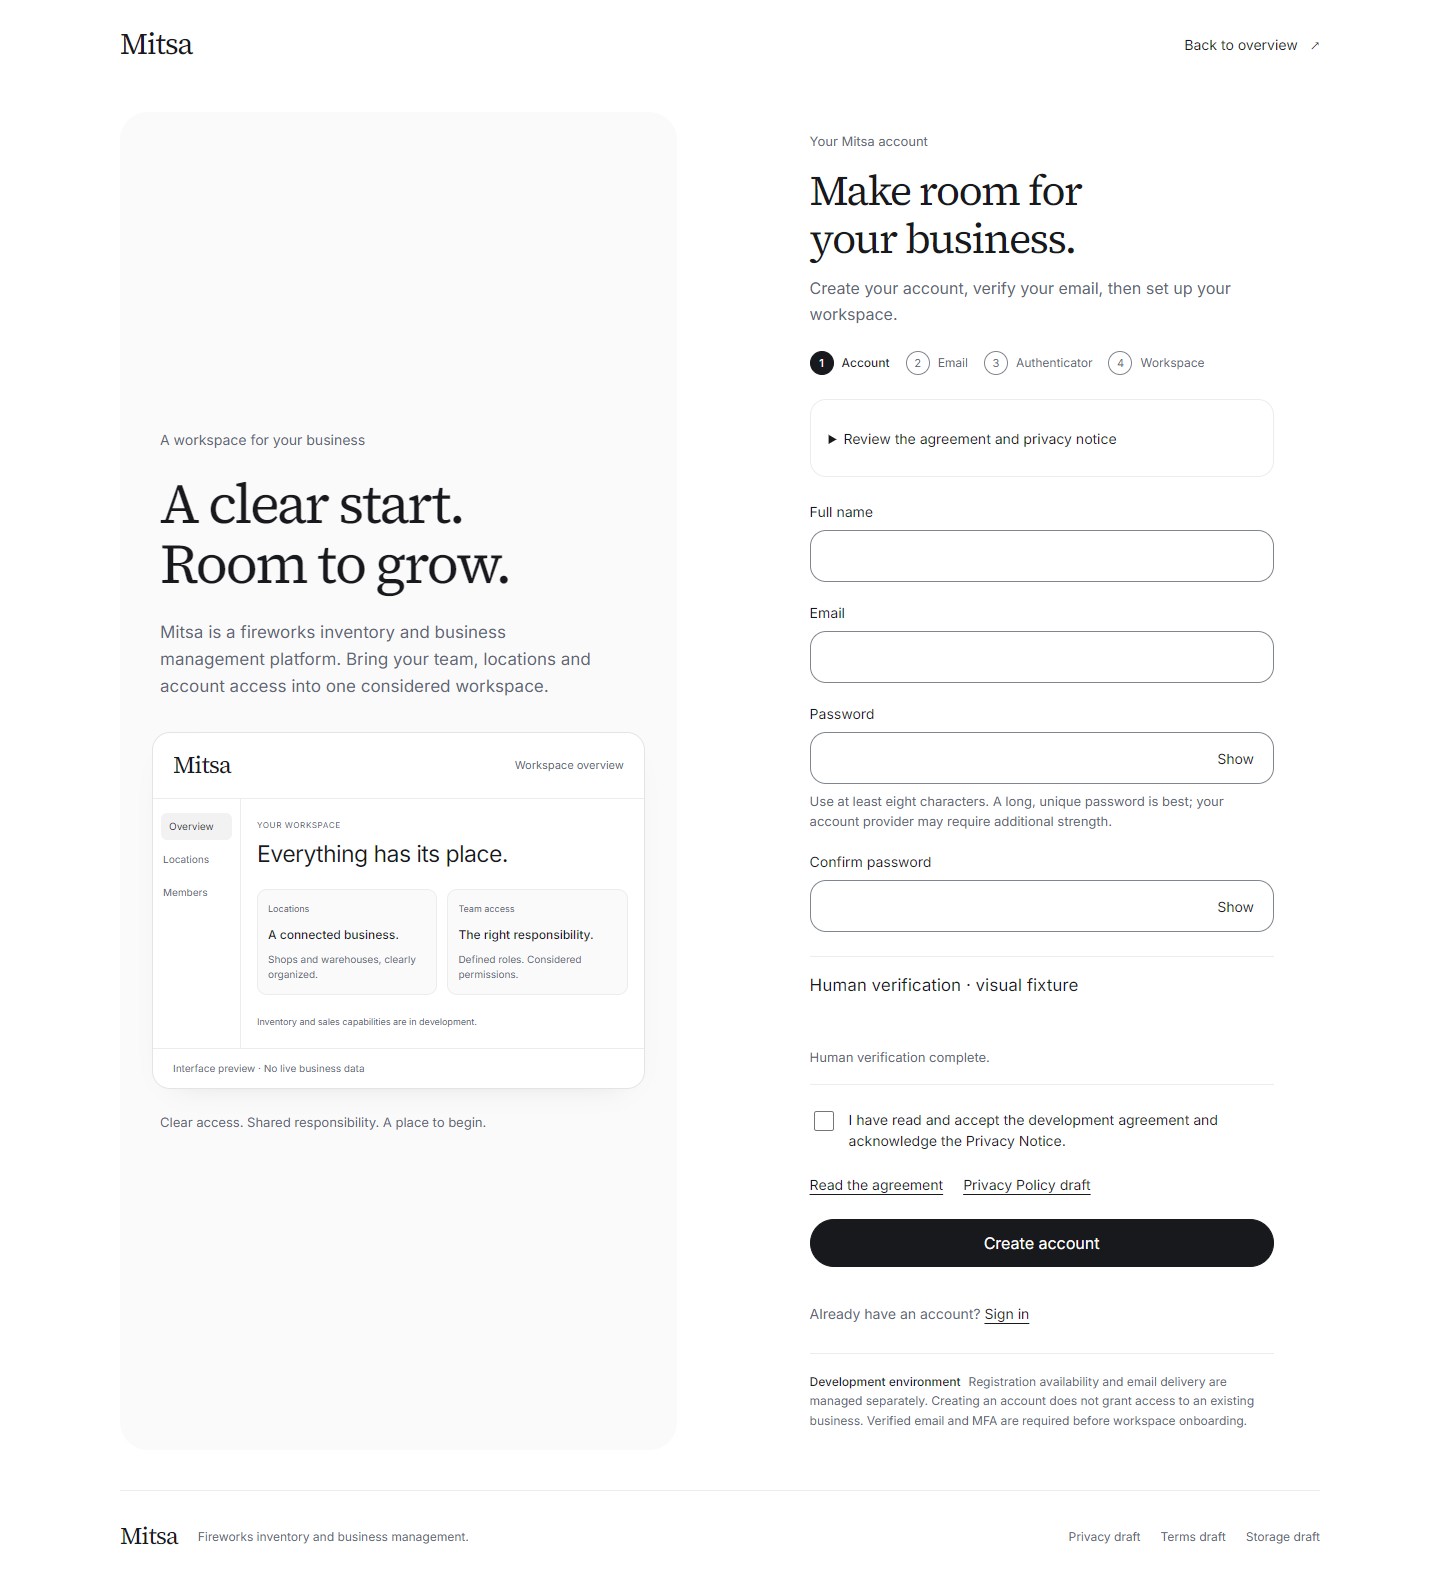 Mitsa
Back to overview ↗
A workspace for your business
A clear start.
Room to grow.
Mitsa is a fireworks inventory and business
management platform. Bring your team, locations and
account access into one considered workspace.
Mitsa
Workspace overview
Overview
Locations
Members
YOUR WORKSPACE
Everything has its place.
Locations
A connected business.
Shops and warehouses, clearly
organized.
Team access
The right responsibility.
Defined roles. Considered
permissions.
Inventory and sales capabilities are in development.
Interface preview · No live business data
Clear access. Shared responsibility. A place to begin.
Your Mitsa account
Make room for
your business.
Create your account, verify your email, then set up your
workspace.
1 Account 2 Email 3 Authenticator 4 Workspace
▶ Review the agreement and privacy notice
Full name
Email
Password
Show
Use at least eight characters. A long, unique password is best; your
account provider may require additional strength.
Confirm password
Show
Human verification · visual fixture
Human verification complete.
I have read and accept the development agreement and
acknowledge the Privacy Notice.
Read the agreement Privacy Policy draft
Create account
Already have an account? Sign in
Development environment Registration availability and email delivery are
managed separately. Creating an account does not grant access to an existing
business. Verified email and MFA are required before workspace onboarding.
Mitsa Fireworks inventory and business management.
Privacy draft Terms draft Storage draft